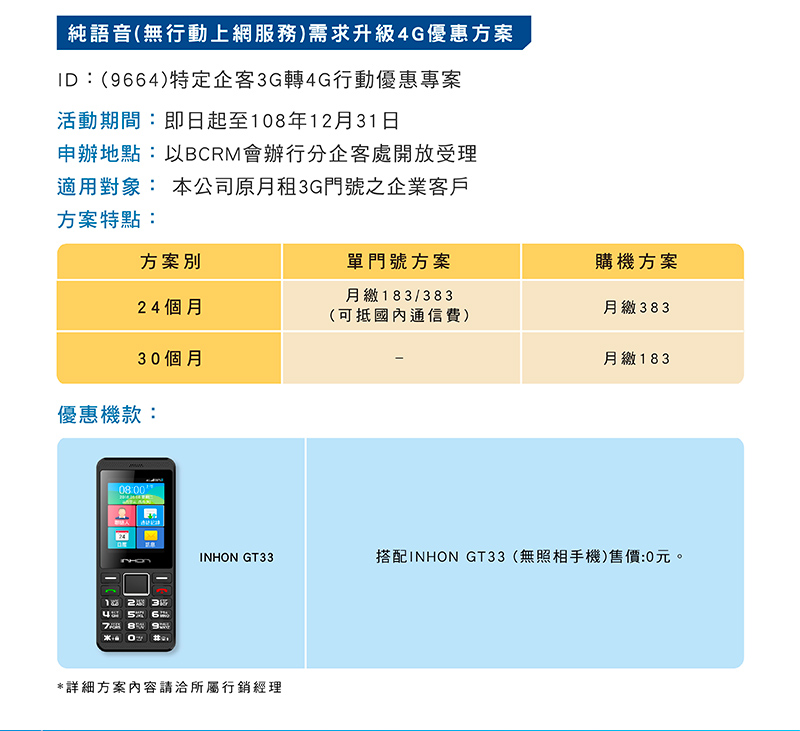 純語音(無行動上網服務)需求升級4G優惠方案
ID：(9664)特定企客3G轉4G行動優惠專案
活動期間：即日起至108年12月31日
申辦地點：以BCRM會辦行分企客處開放受理
適用對象： 本公司原月租3G門號之企業客戶
方案特點：
方案別 單門號方案 購機方案
24個月 月繳183/383 月繳383
(可抵國內通信費)
30個月 – 月繳183
優惠機款：
08:00
INHON
INHON GT33
搭配INHON GT33 (無照相手機)售價:0元。
*詳細方案內容請洽所屬行銷經理